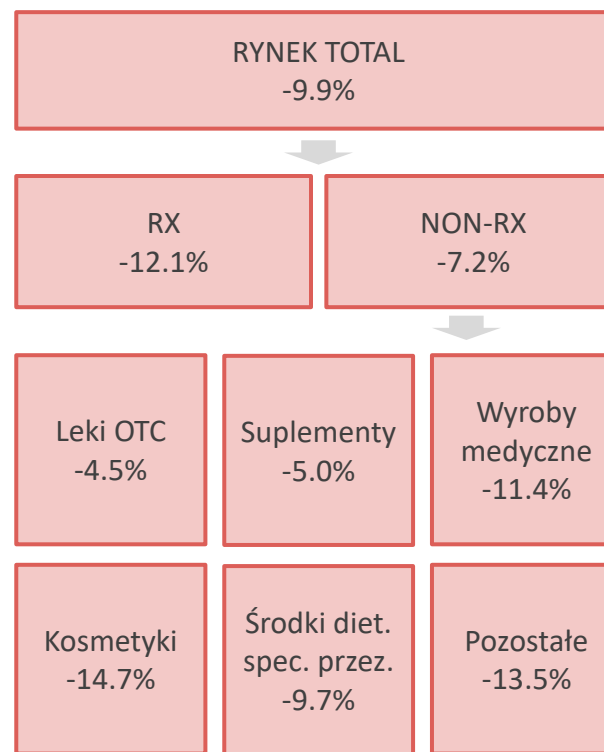 RYNEK TOTAL
-9.9%
RX
-12.1%
NON-RX
-7.2%
Leki OTC
-4.5%
Suplementy
-5.0%
Wyroby
medyczne
-11.4%
Kosmetyki
-14.7%
Środki diet.
spec. przez.
-9.7%
Pozostałe
-13.5%